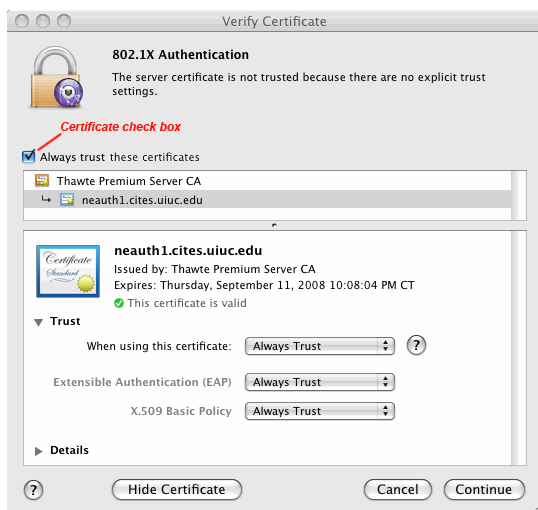 Verify Certificate
802.1X Authentication
The server certificate is not trusted because there are no explicit trust
settings.
Certificate check box
Always trust these certificates
Thawte Premium Server CA
neauth1.cites.uiuc.edu
Certificate
Standard
neauth1.cites.uiuc.edu
Issued by: Thawte Premium Server CA
Expires: Thursday, September 11, 2008 10:08:04 PM CT
This certificate is valid
Trust
When using this certificate: Always Trust ?
Extensible Authentication (EAP) Always Trust
X.509 Basic Policy Always Trust
Details
? Hide Certificate Cancel Continue